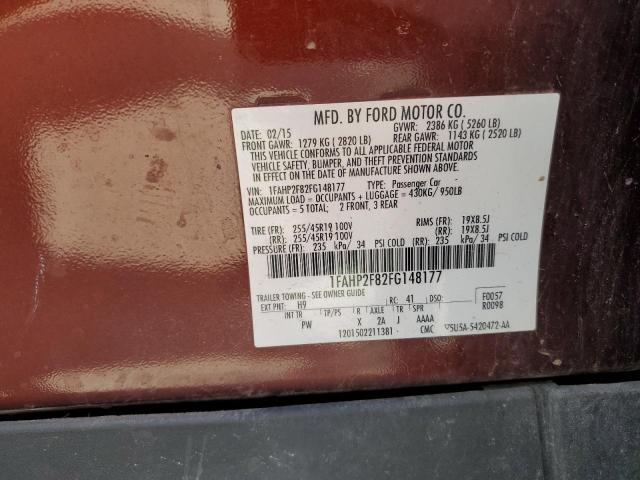 MFD. BY FORD MOTOR CO.
02/15 GVWR: 2386 KG ( 5260 LB)
FRONT GAWR: 1279 KG ( 2820 LB) REAR GAWR: 1143 KG ( 2520 LB)
THIS VEHICLE CONFORMS TO ALL APPLICABLE FEDERAL MOTOR
VEHICLE SAFETY, BUMPER, AND THEFT PREVENTION STANDARDS
IN EFFECT ON THE DATE OF MANUFACTURE SHOWN ABOVE.
VIN: 1FAHP2F82FG148177 TYPE: Passenger Car
MAXIMUM LOAD = OCCUPANTS + LUGGAGE = 430KG/ 950LB
OCCUPANTS = 5 TOTAL; 2 FRONT, 3 REAR
TIRE (FR): 255/45R19 100V RIMS (FR): 19X8.5J
(RR): 255/45R19 100V (RR): 19X8.5J
PRESSURE (FR): 235 kPa/ 34 PSI COLD (RR): 235 kPa/ 34 PSI COLD
1FAHP2F82FG148177
TRAILER TOWING - SEE OWNER GUIDE
EXT PNT: H9 RC: 41 DSO: F0057
R0098
INT TR TP/PS R AXLE TR SPR
PW X 2A J AAAA
T201502211381 CMC 5U5A-5420472-AA